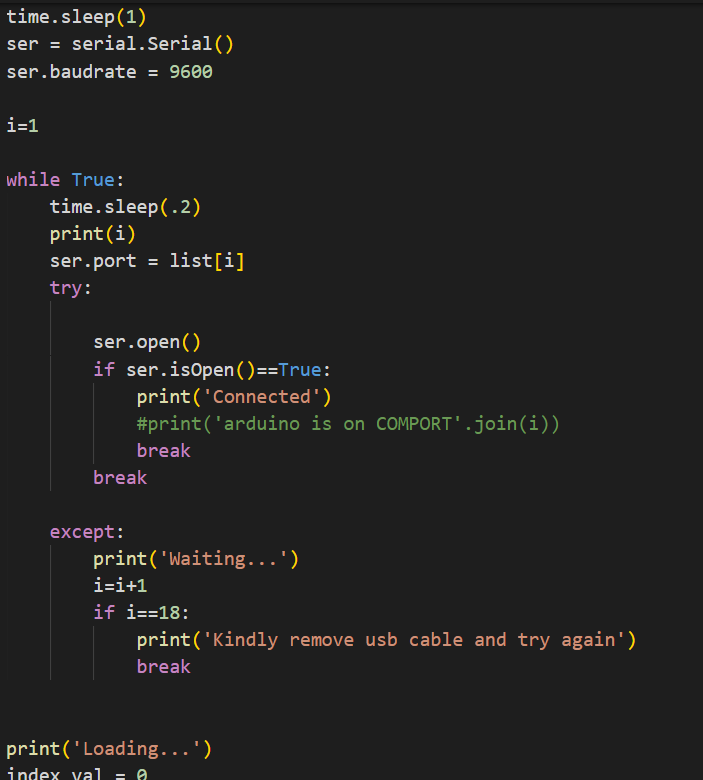 time.sleep(1)
ser = serial.Serial()
ser.baudrate = 9600
i=1
while True:
    time.sleep(.2)
    print(i)
    ser.port = list[i]
    try:
        ser.open()
        if ser.isOpen()==True:
            print('Connected')
            #print('arduino is on COMPORT'.join(i))
            break
        break
    except:
        print('Waiting...')
        i=i+1
        if i==18:
            print('Kindly remove usb cable and try again')
            break
print('Loading...')
index_val = 0